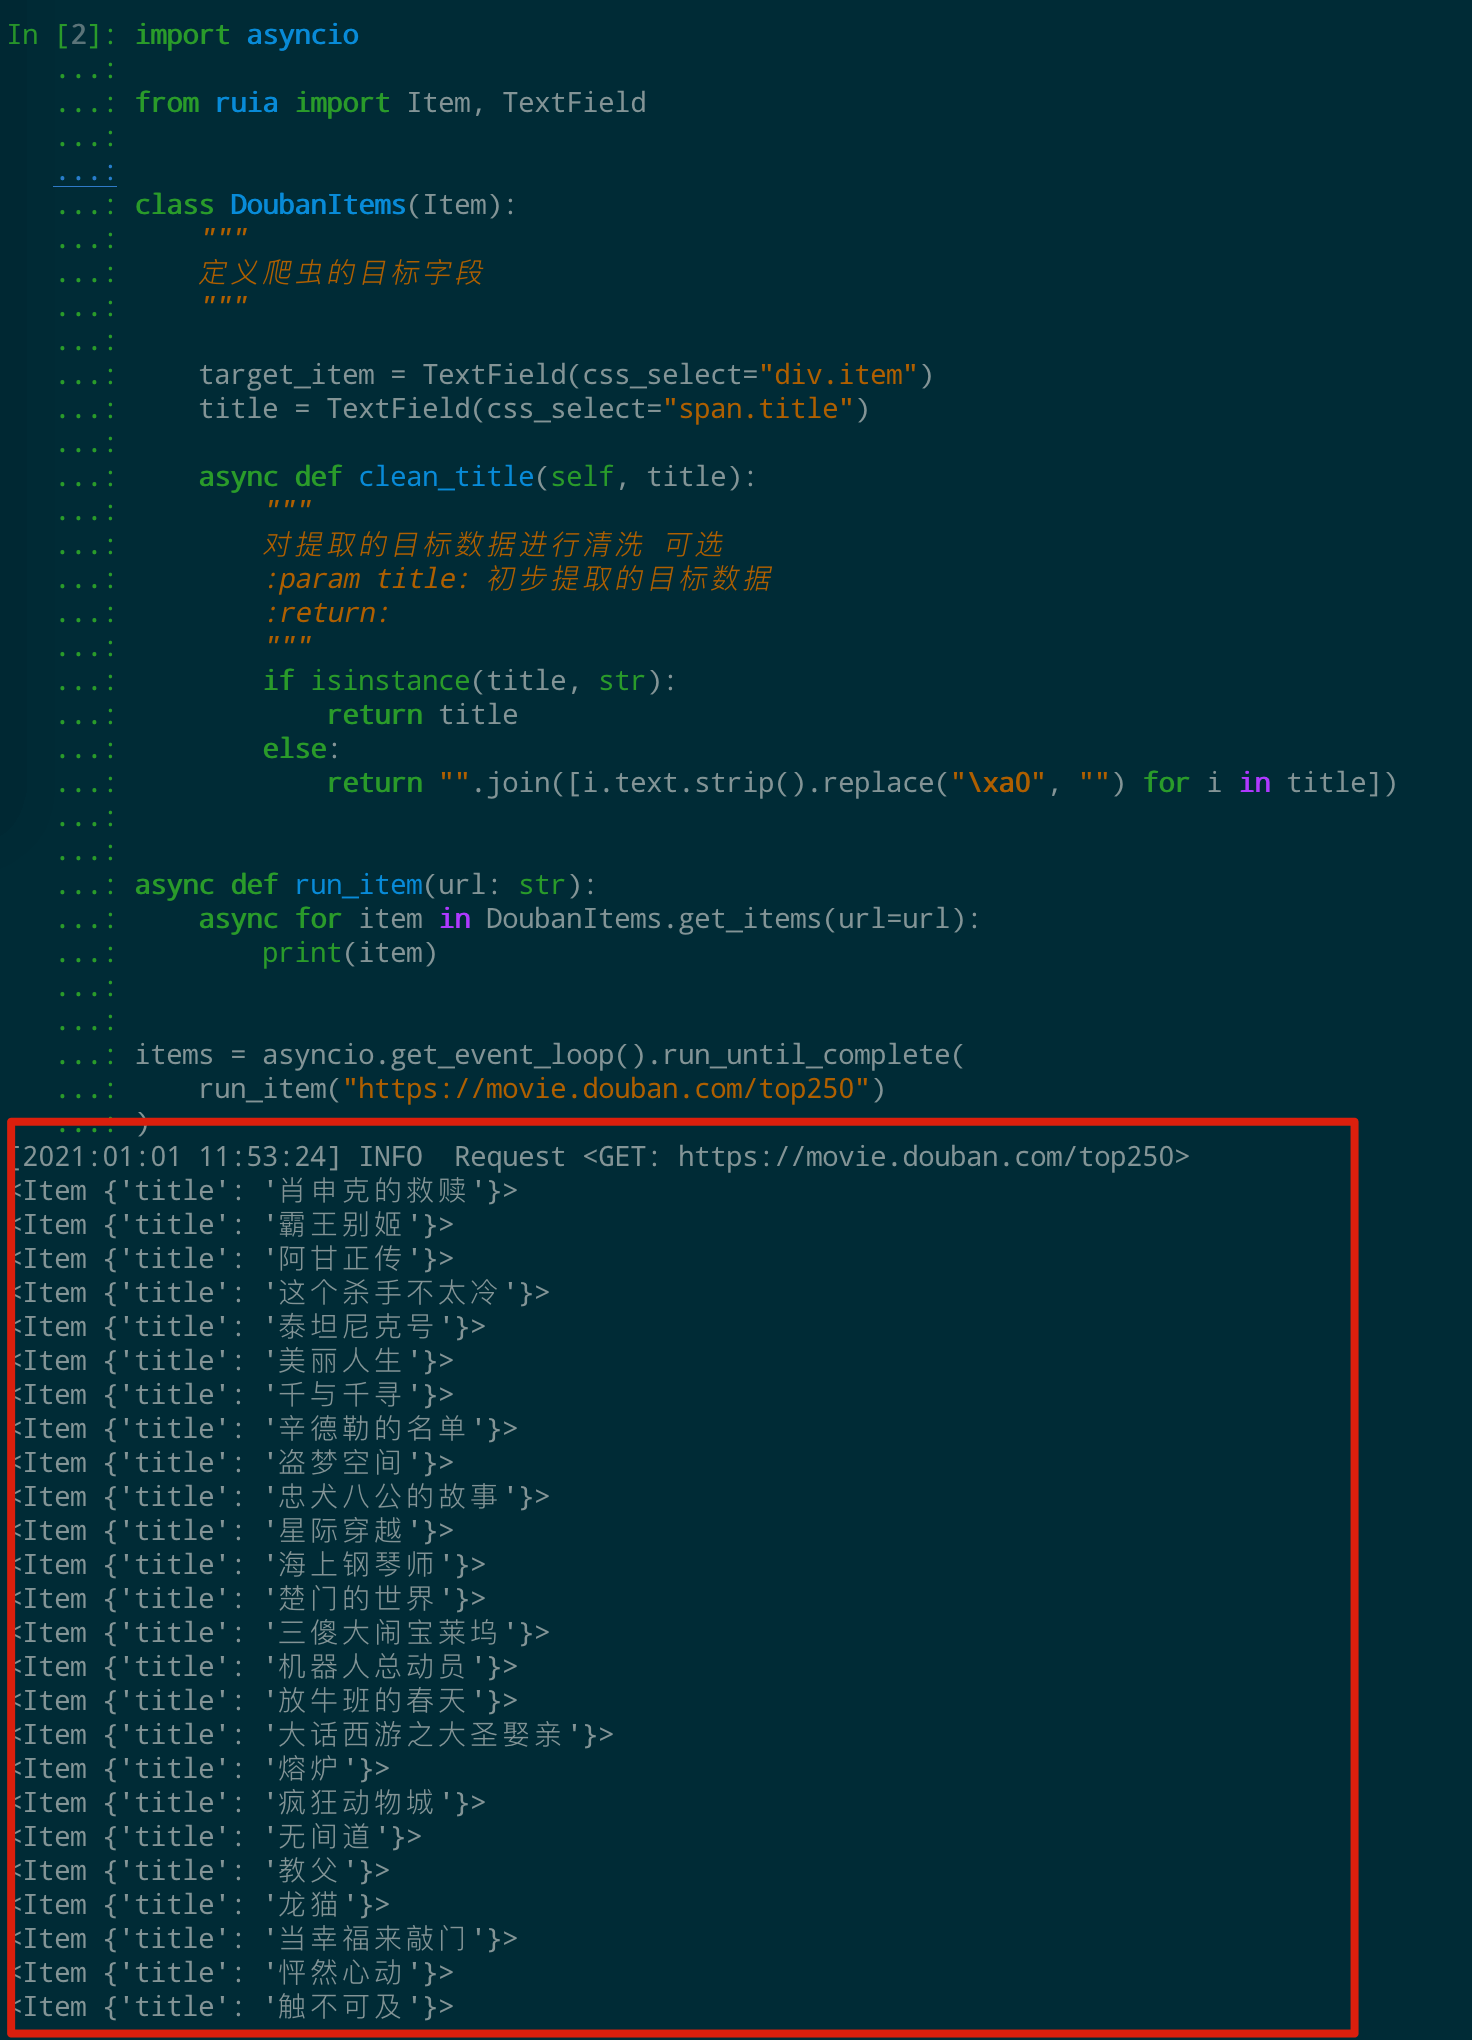 In [2]: import asyncio
...:
...: from ruia import Item, TextField
...:
...:
...: class DoubanItems(Item):
...:     """
...:     定义爬虫的目标字段
...:     """
...:
...:     target_item = TextField(css_select="div.item")
...:     title = TextField(css_select="span.title")
...:
...:     async def clean_title(self, title):
...:         """
...:         对提取的目标数据进行清洗 可选
...:         :param title: 初步提取的目标数据
...:         :return:
...:         """
...:         if isinstance(title, str):
...:             return title
...:         else:
...:             return "".join([i.text.strip().replace("\xa0", "") for i in title])
...:
...:
...: async def run_item(url: str):
...:     async for item in DoubanItems.get_items(url=url):
...:         print(item)
...:
...:
...: items = asyncio.get_event_loop().run_until_complete(
...:     run_item("https://movie.douban.com/top250")
...: )
[2021:01:01 11:53:24] INFO  Request <GET: https://movie.douban.com/top250>
<Item {'title': '肖申克的救赎'}>
<Item {'title': '霸王别姬'}>
<Item {'title': '阿甘正传'}>
<Item {'title': '这个杀手不太冷'}>
<Item {'title': '泰坦尼克号'}>
<Item {'title': '美丽人生'}>
<Item {'title': '千与千寻'}>
<Item {'title': '辛德勒的名单'}>
<Item {'title': '盗梦空间'}>
<Item {'title': '忠犬八公的故事'}>
<Item {'title': '星际穿越'}>
<Item {'title': '海上钢琴师'}>
<Item {'title': '楚门的世界'}>
<Item {'title': '三傻大闹宝莱坞'}>
<Item {'title': '机器人总动员'}>
<Item {'title': '放牛班的春天'}>
<Item {'title': '大话西游之大圣娶亲'}>
<Item {'title': '熔炉'}>
<Item {'title': '疯狂动物城'}>
<Item {'title': '无间道'}>
<Item {'title': '教父'}>
<Item {'title': '龙猫'}>
<Item {'title': '当幸福来敲门'}>
<Item {'title': '怦然心动'}>
<Item {'title': '触不可及'}>